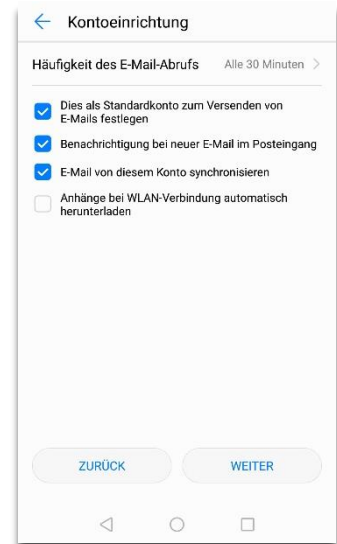 Kontoeinrichtung
Häufigkeit des E-Mail-Abrufs Alle 30 Minuten
Dies als Standardkonto zum Versenden von
E-Mails festlegen
Benachrichtigung bei neuer E-Mail im Posteingang
E-Mail von diesem Konto synchronisieren
Anhänge bei WLAN-Verbindung automatisch
herunterladen
ZURÜCK WEITER